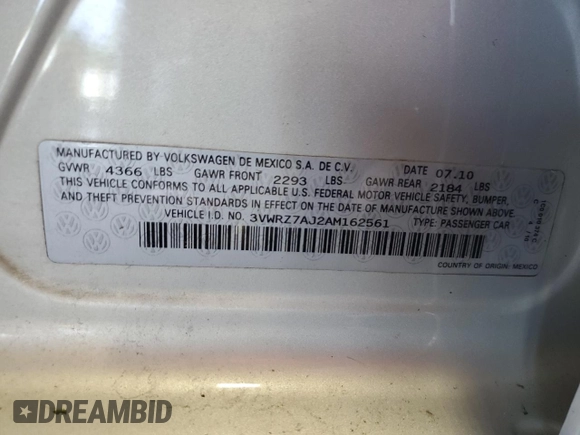 MANUFACTURED BY VOLKSWAGEN DE MEXICO S.A. DE C.V. DATE 07.10
GVWR 4366 LBS GAWR FRONT 2293 LBS GAWR REAR 2184 LBS
THIS VEHICLE CONFORMS TO ALL APPLICABLE U.S. FEDERAL MOTOR VEHICLE SAFETY, BUMPER,
AND THEFT PREVENTION STANDARDS IN EFFECT ON THE DATE OF MANUFACTURE SHOWN ABOVE.
VEHICLE I.D. NO. 3VWRZ7AJ2AM162561 TYPE: PASSENGER CAR
COUNTRY OF ORIGIN: MEXICO
DREAMBID